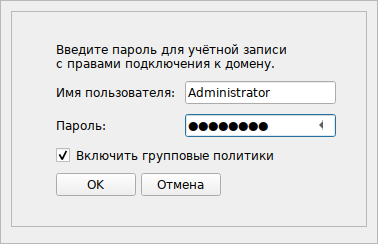 Введите пароль для учётной записи
с правами подключения к домену.
Имя пользователя: Administrator
Пароль: ●●●●●●●●
Включить групповые политики
OK Отмена